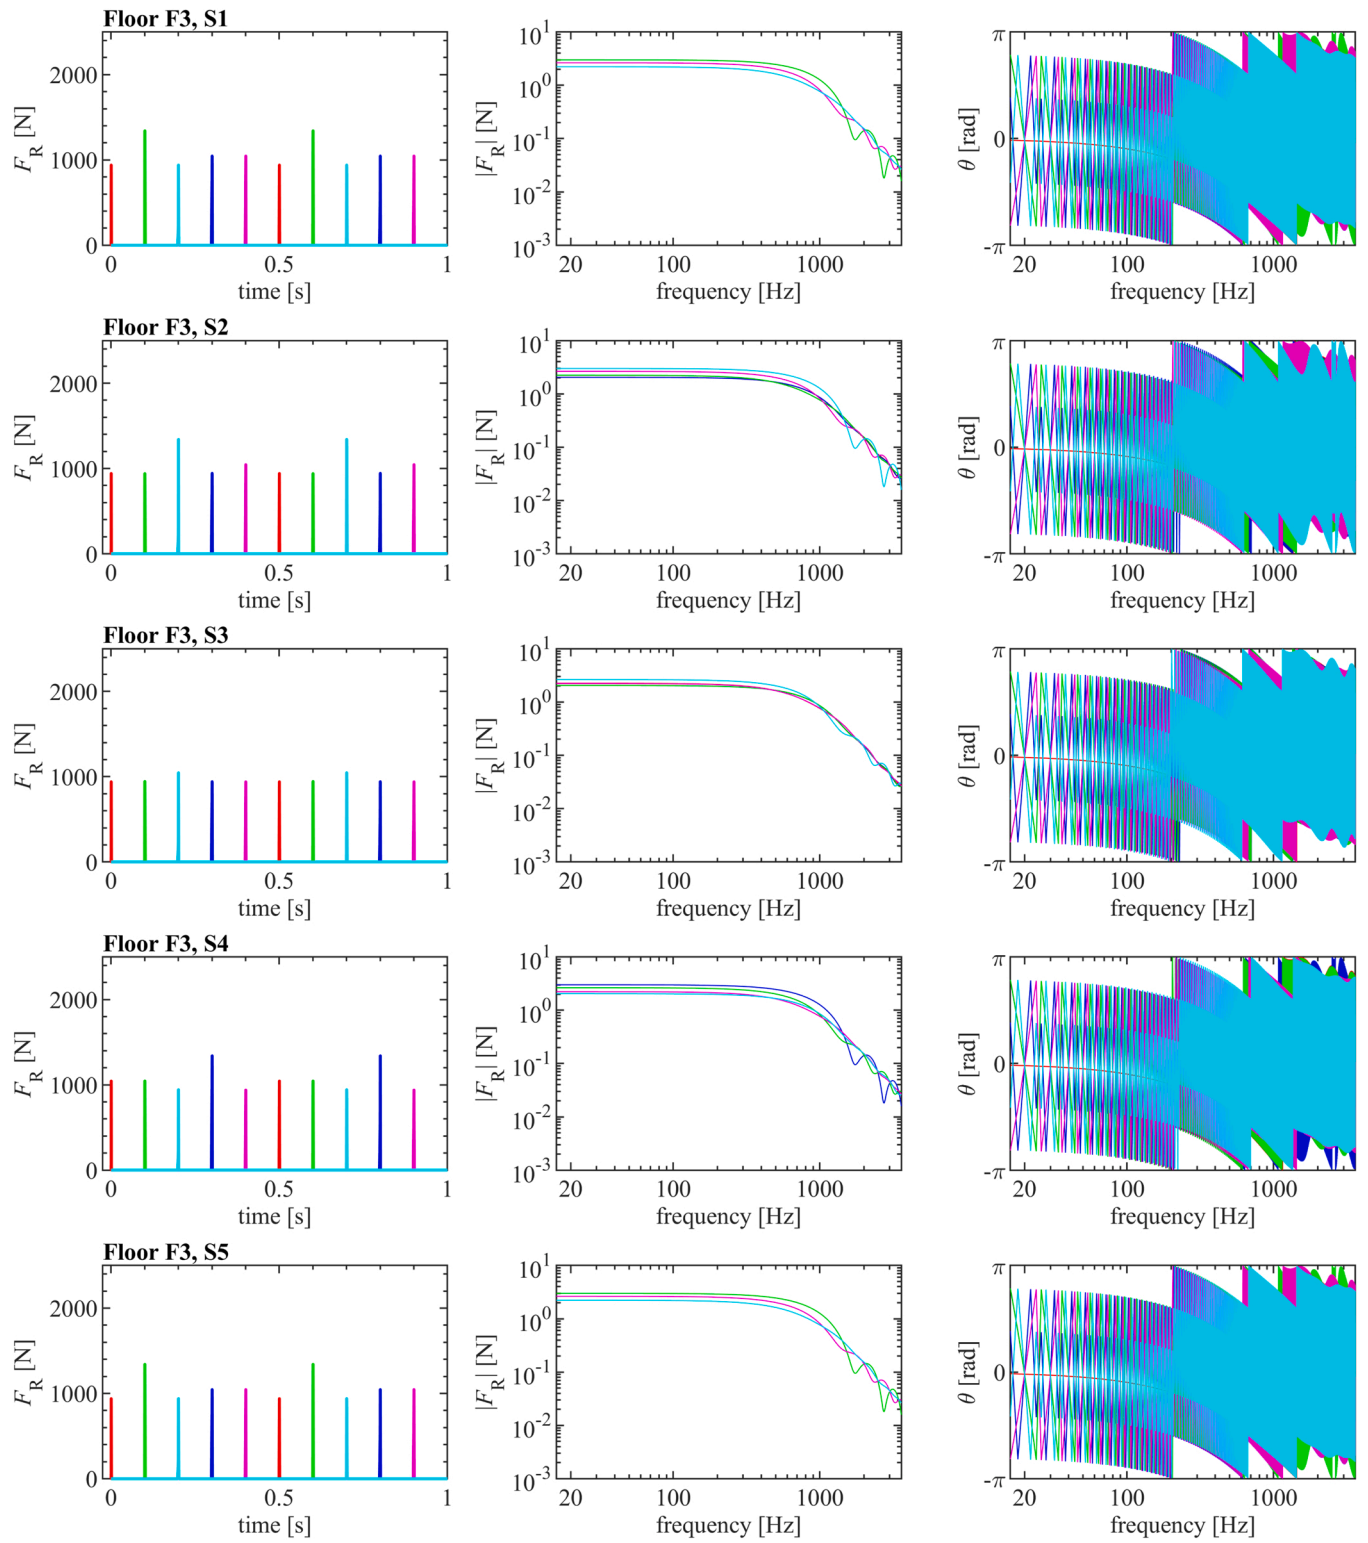 Floor F3, S1
F_R [N]
2000
1000
0
0 0.5 1
time [s]
|F_R| [N]
10^1
10^0
10^-1
10^-2
10^-3
20 100 1000
frequency [Hz]
θ [rad]
π
0
-π
20 100 1000
frequency [Hz]
Floor F3, S2
F_R [N]
2000
1000
0
0 0.5 1
time [s]
|F_R| [N]
10^1
10^0
10^-1
10^-2
10^-3
20 100 1000
frequency [Hz]
θ [rad]
π
0
-π
20 100 1000
frequency [Hz]
Floor F3, S3
F_R [N]
2000
1000
0
0 0.5 1
time [s]
|F_R| [N]
10^1
10^0
10^-1
10^-2
10^-3
20 100 1000
frequency [Hz]
θ [rad]
π
0
-π
20 100 1000
frequency [Hz]
Floor F3, S4
F_R [N]
2000
1000
0
0 0.5 1
time [s]
|F_R| [N]
10^1
10^0
10^-1
10^-2
10^-3
20 100 1000
frequency [Hz]
θ [rad]
π
0
-π
20 100 1000
frequency [Hz]
Floor F3, S5
F_R [N]
2000
1000
0
0 0.5 1
time [s]
|F_R| [N]
10^1
10^0
10^-1
10^-2
10^-3
20 100 1000
frequency [Hz]
θ [rad]
π
0
-π
20 100 1000
frequency [Hz]